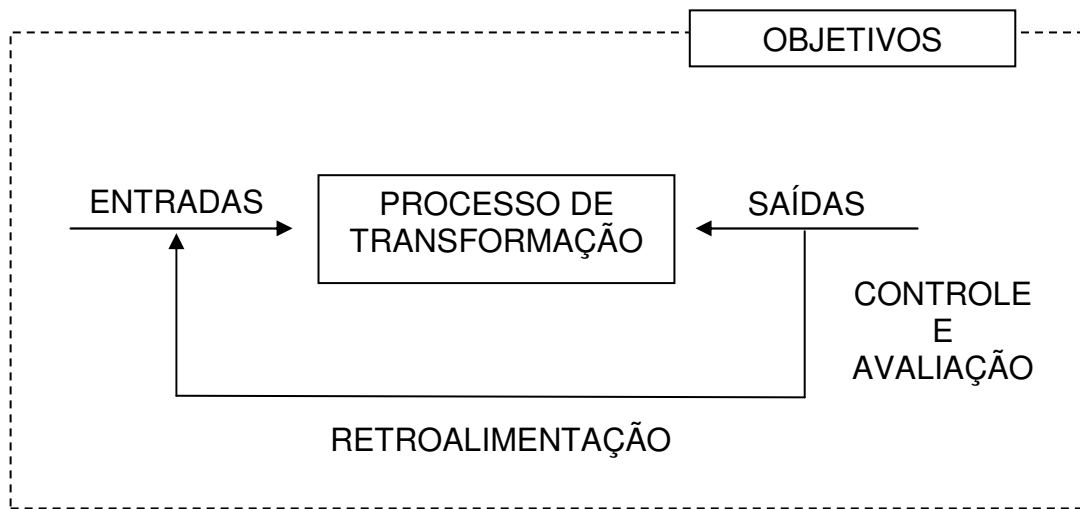 OBJETIVOS
ENTRADAS
PROCESSO DE
TRANSFORMAÇÃO
SAÍDAS
CONTROLE
E
AVALIAÇÃO
RETROALIMENTAÇÃO